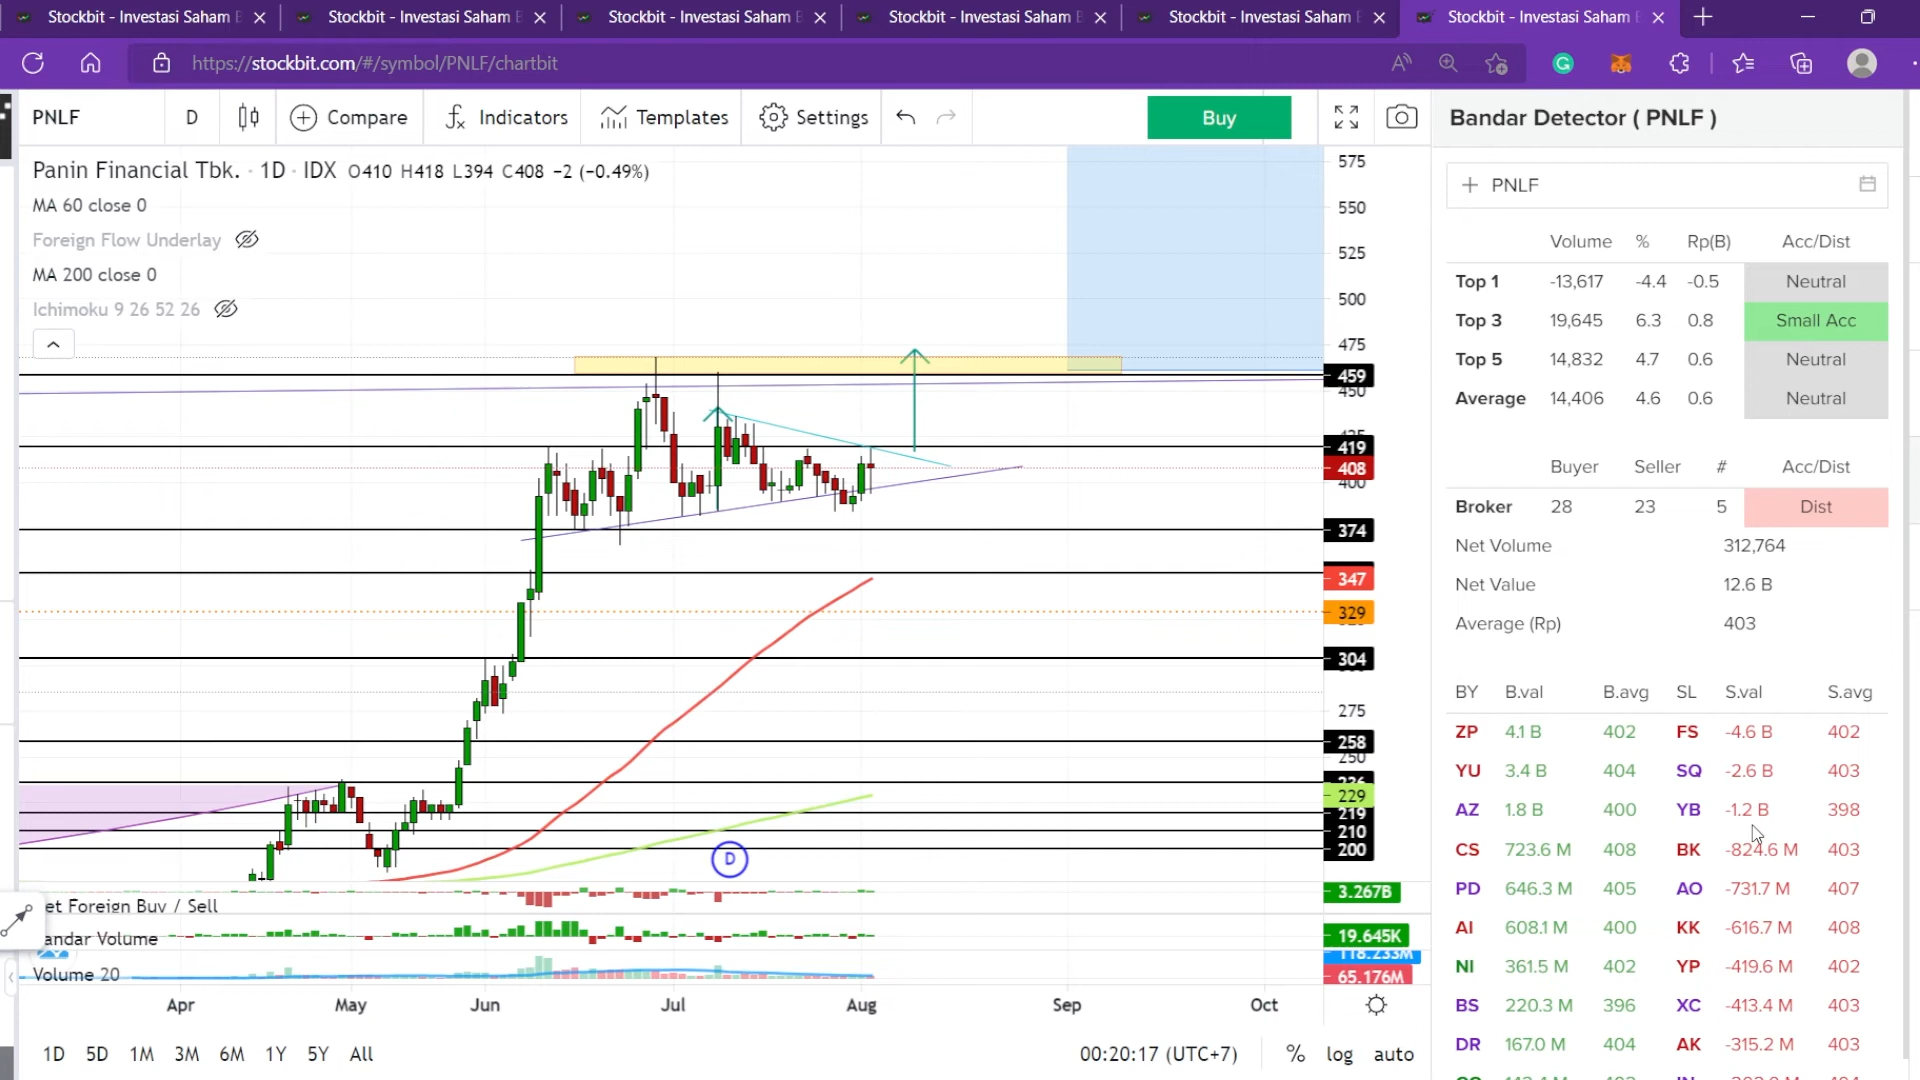 Stockbit - Investasi Saham
Stockbit - Investasi Saham
Stockbit - Investasi Saham
Stockbit - Investasi Saham
Stockbit - Investasi Saham
Stockbit - Investasi Saham
https://stockbit.com/#/symbol/PNLF/chartbit
PNLF D Compare Indicators Templates Settings Buy
Panin Financial Tbk. · 1D · IDX O410 H418 L394 C408 −2 (−0.49%)
MA 60 close 0
Foreign Flow Underlay
MA 200 close 0
Ichimoku 9 26 52 26
575
550
525
500
475
459
450
419
408
400
374
347
329
304
275
258
250
229
219
210
200
D
et Foreign Buy / Sell
3.267B
andar Volume
19.645K
118.233M
Volume 20
65.176M
Apr May Jun Jul Aug Sep Oct
1D 5D 1M 3M 6M 1Y 5Y All
00:20:17 (UTC+7) % log auto
Bandar Detector ( PNLF )
PNLF
Volume % Rp(B) Acc/Dist
Top 1 -13,617 -4.4 -0.5 Neutral
Top 3 19,645 6.3 0.8 Small Acc
Top 5 14,832 4.7 0.6 Neutral
Average 14,406 4.6 0.6 Neutral
Buyer Seller # Acc/Dist
Broker 28 23 5 Dist
Net Volume 312,764
Net Value 12.6 B
Average (Rp) 403
BY B.val B.avg SL S.val S.avg
ZP 4.1 B 402 FS -4.6 B 402
YU 3.4 B 404 SQ -2.6 B 403
AZ 1.8 B 400 YB -1.2 B 398
CS 723.6 M 408 BK -824.6 M 403
PD 646.3 M 405 AO -731.7 M 407
AI 608.1 M 400 KK -616.7 M 408
NI 361.5 M 402 YP -419.6 M 402
BS 220.3 M 396 XC -413.4 M 403
DR 167.0 M 404 AK -315.2 M 403